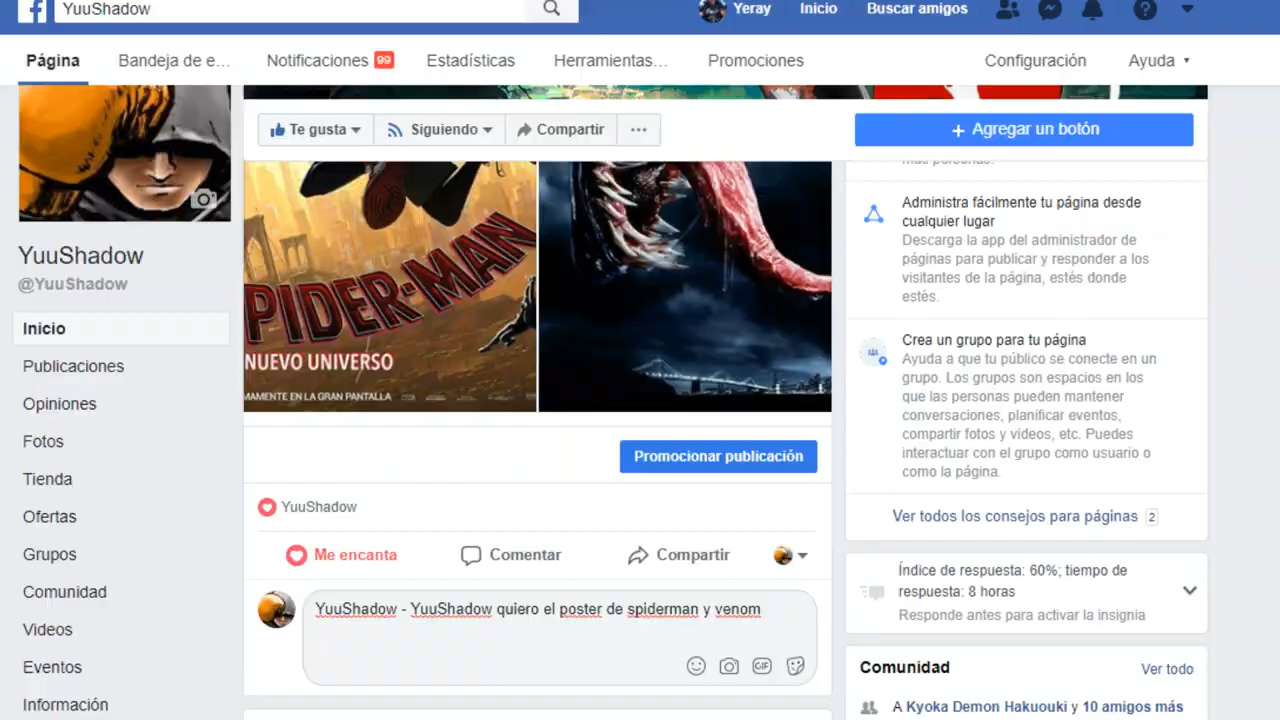 YuuShadow
Yeray
Inicio
Buscar amigos
Página
Bandeja de e...
Notificaciones 99
Estadísticas
Herramientas...
Promociones
Configuración
Ayuda
Te gusta
Siguiendo
Compartir
Agregar un botón
YuuShadow
@YuuShadow
Inicio
Publicaciones
Opiniones
Fotos
Tienda
Ofertas
Grupos
Comunidad
Videos
Eventos
Información
SPIDER-MAN
NUEVO UNIVERSO
EN LA GRAN PANTALLA
Promocionar publicación
YuuShadow
Me encanta
Comentar
Compartir
YuuShadow - YuuShadow quiero el poster de spiderman y venom
GIF
más personas.
Administra fácilmente tu página desde
cualquier lugar
Descarga la app del administrador de
páginas para publicar y responder a los
visitantes de la página, estés donde
estés.
Crea un grupo para tu página
Ayuda a que tu público se conecte en un
grupo. Los grupos son espacios en los
que las personas pueden mantener
conversaciones, planificar eventos,
compartir fotos y videos, etc. Puedes
interactuar con el grupo como usuario o
como la página.
Ver todos los consejos para páginas 2
Índice de respuesta: 60%; tiempo de
respuesta: 8 horas
Responde antes para activar la insignia
Comunidad
Ver todo
A Kyoka Demon Hakuouki y 10 amigos más